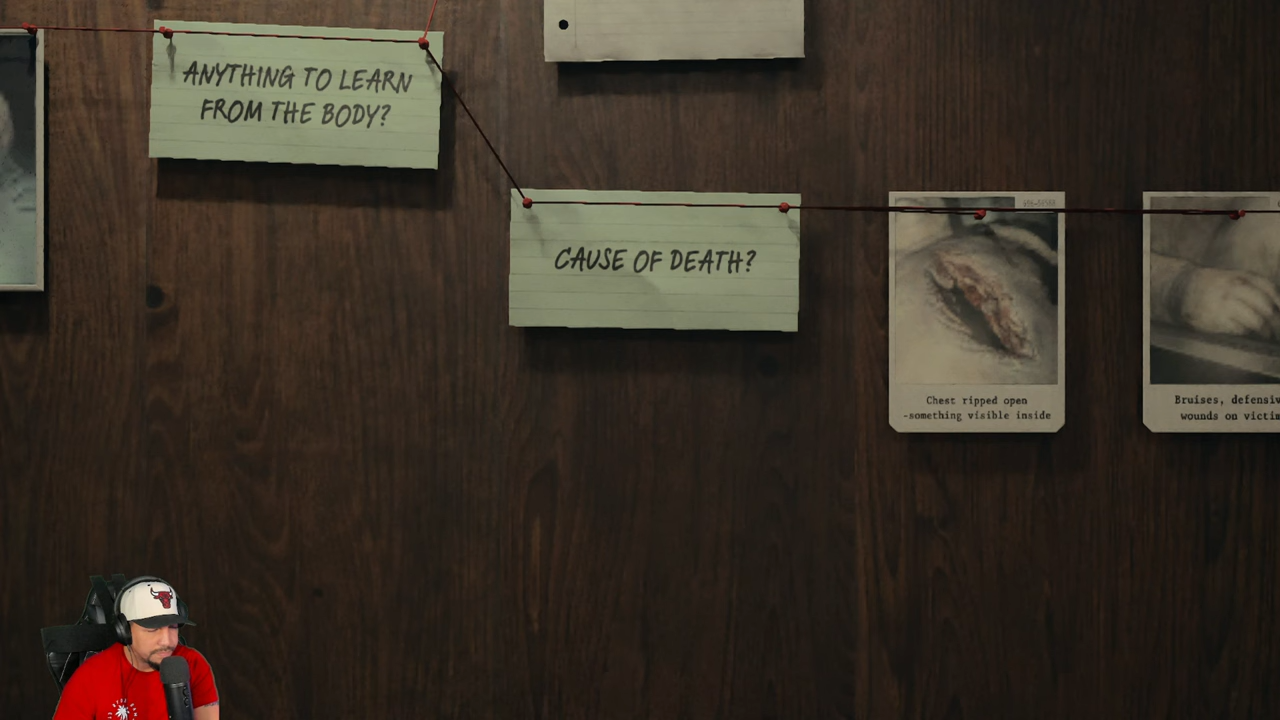 ANYTHING TO LEARN
FROM THE BODY?
CAUSE OF DEATH?
Chest ripped open
-something visible inside
Bruises, defensiv
wounds on victim